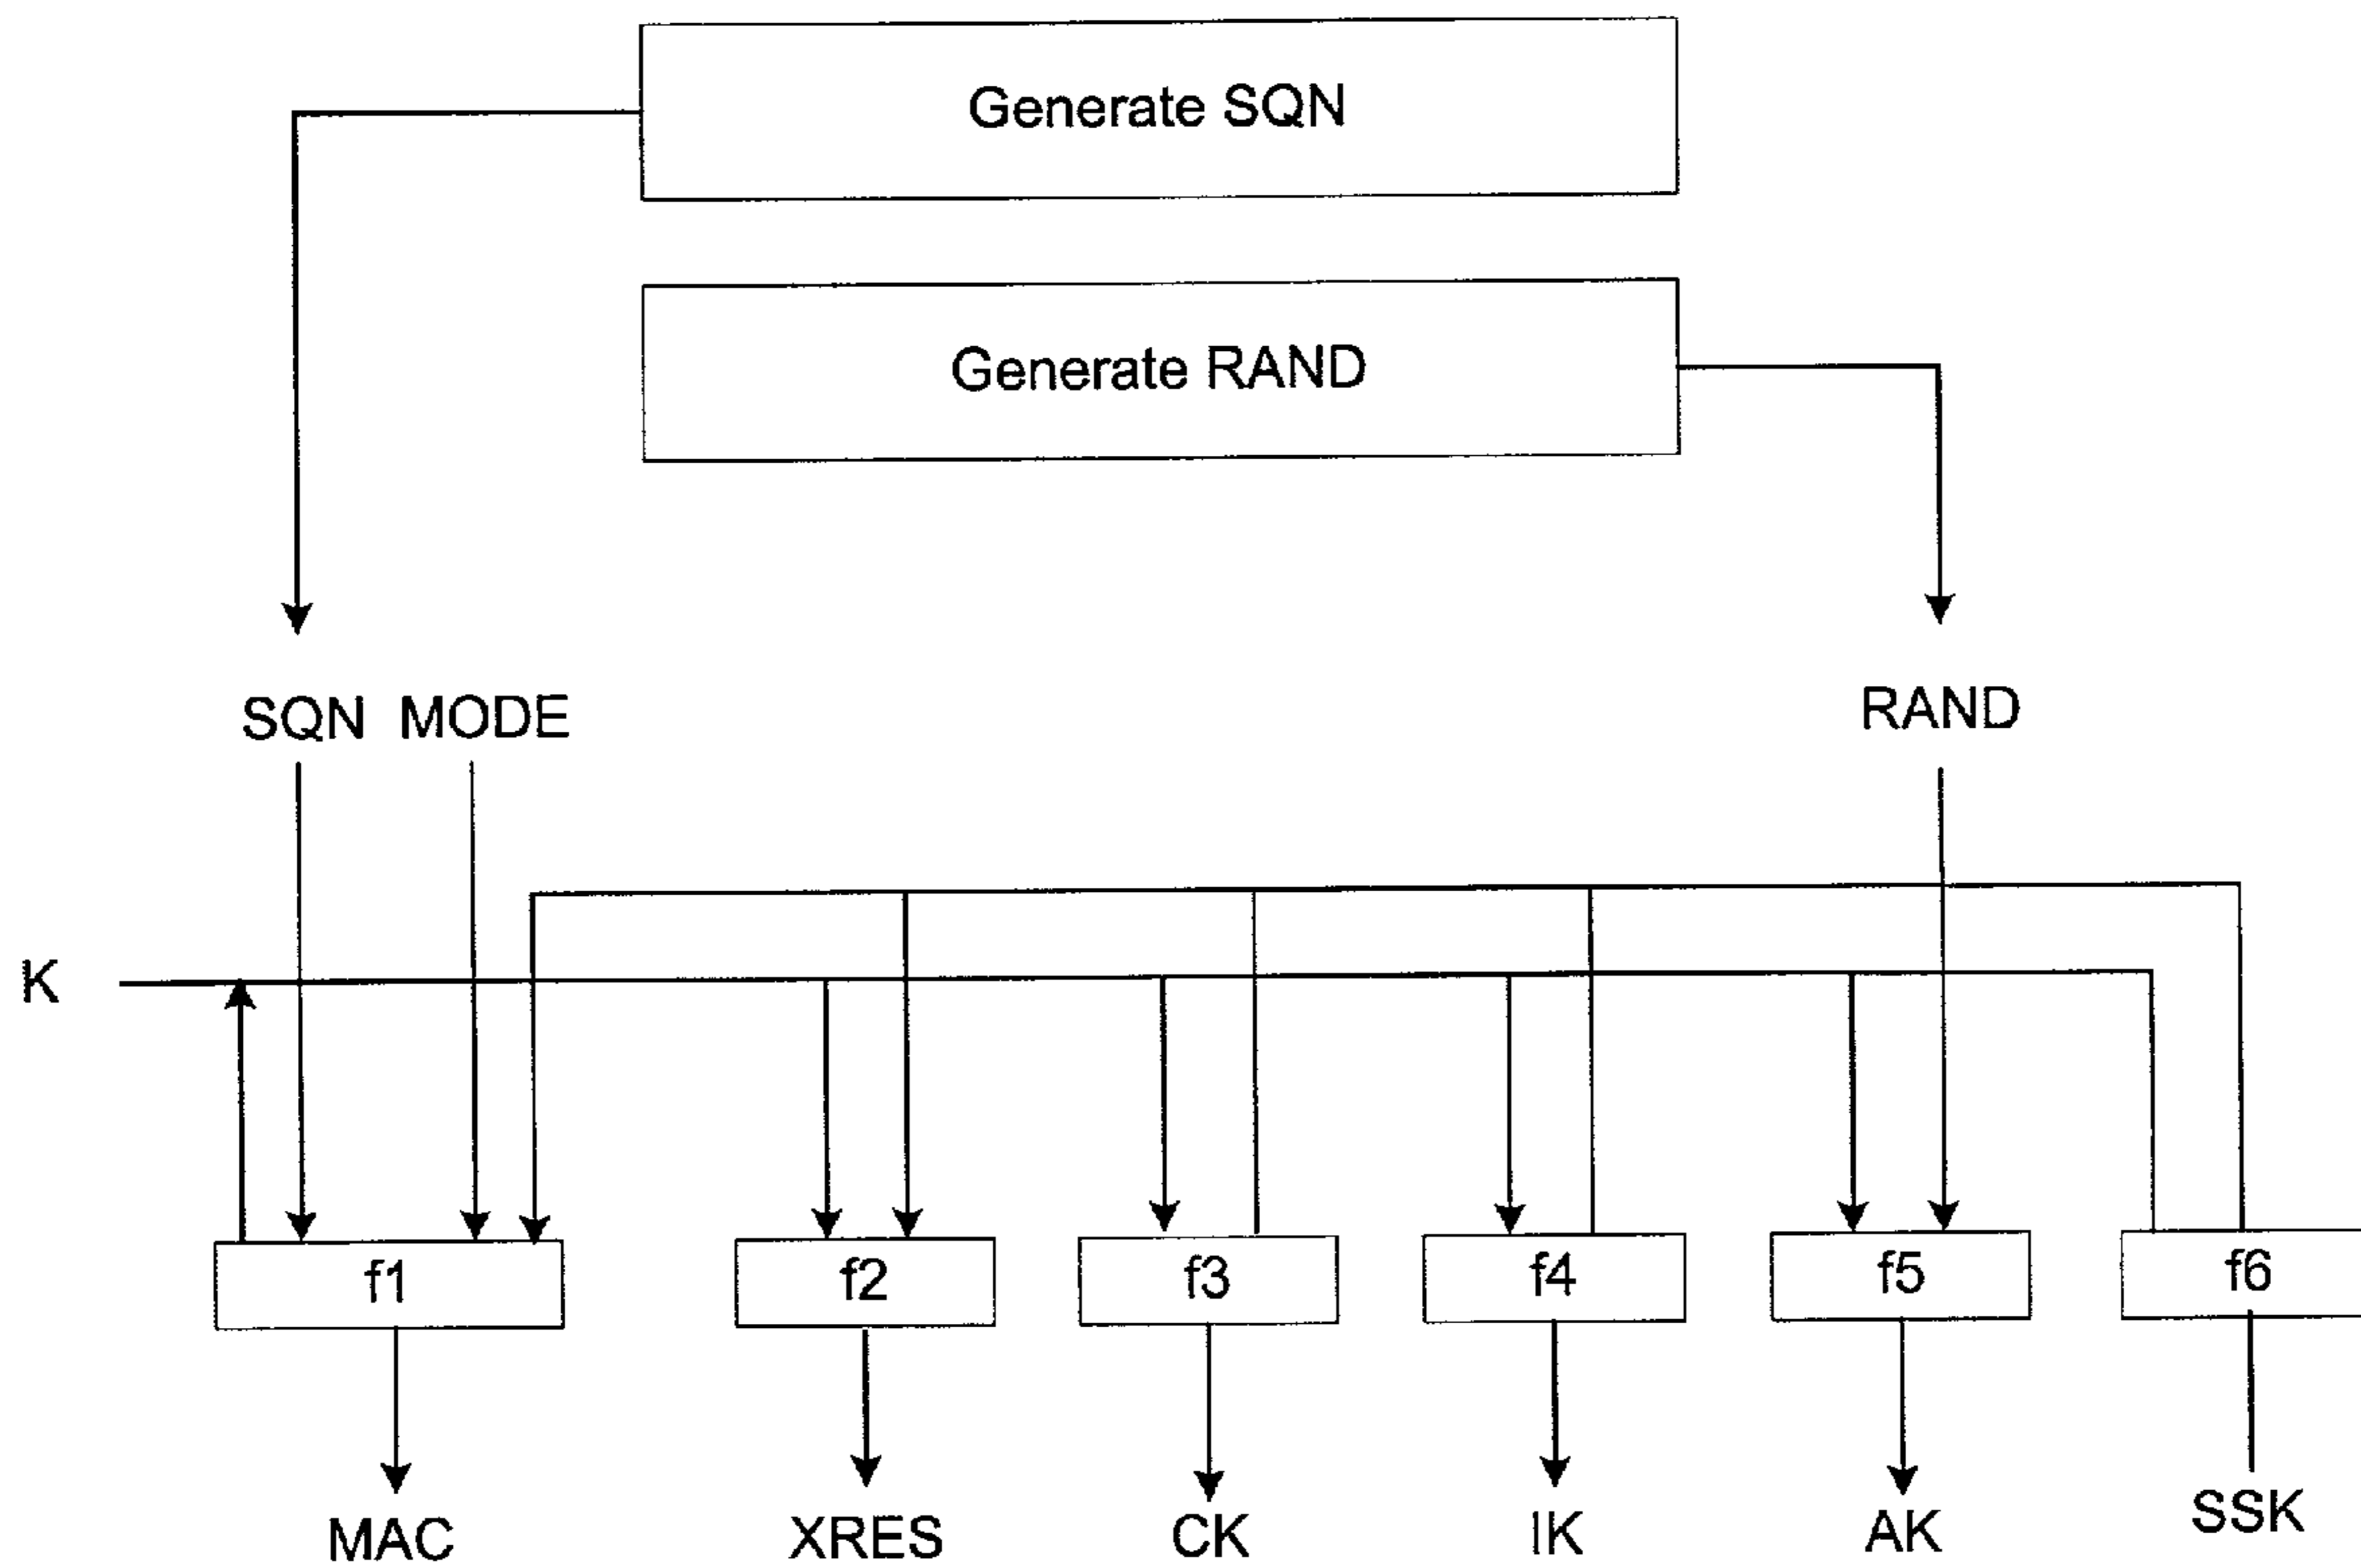 Generate SQN
Generate RAND
SQN MODE
RAND
K
f1
f2
f3
f4
f5
f6
MAC
XRES
CK
IK
AK
SSK